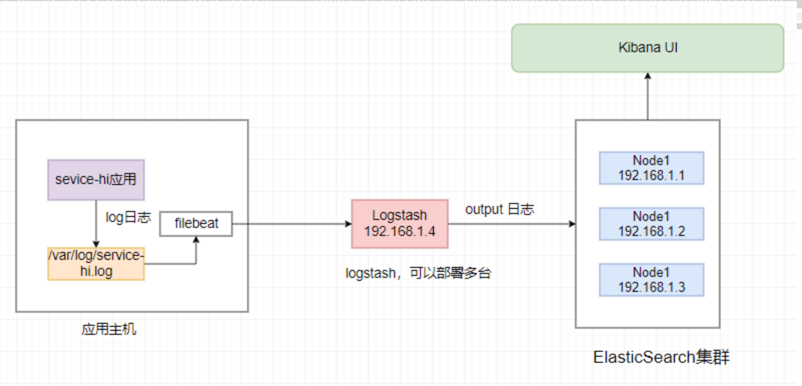 Kibana UI
sevice-hi应用
log日志
/var/log/service-
hi.log
filebeat
应用主机
Logstash
192.168.1.4
logstash，可以部署多台
output 日志
Node1
192.168.1.1
Node1
192.168.1.2
Node1
192.168.1.3
ElasticSearch集群